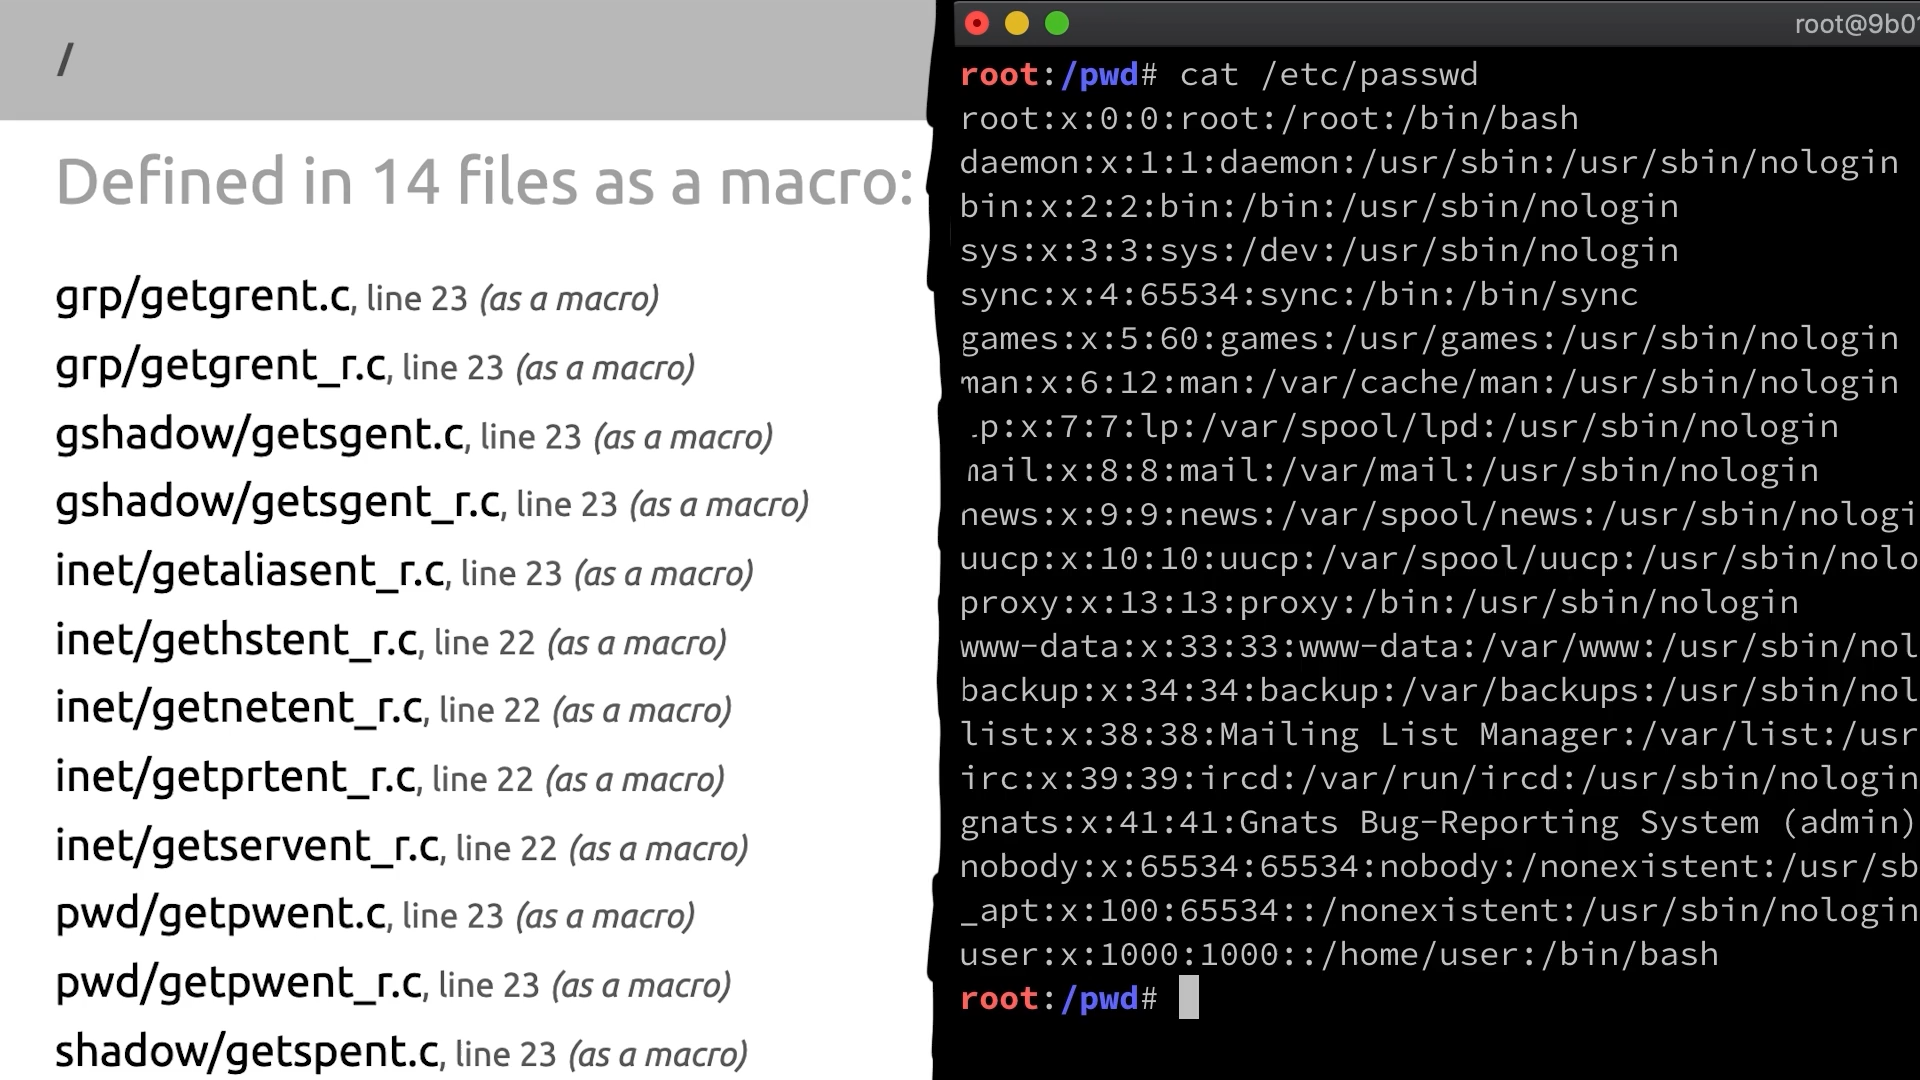 /
Defined in 14 files as a macro:
grp/getgrent.c, line 23 (as a macro)
grp/getgrent_r.c, line 23 (as a macro)
gshadow/getsgent.c, line 23 (as a macro)
gshadow/getsgent_r.c, line 23 (as a macro)
inet/getaliasent_r.c, line 23 (as a macro)
inet/gethstent_r.c, line 22 (as a macro)
inet/getnetent_r.c, line 22 (as a macro)
inet/getprtent_r.c, line 22 (as a macro)
inet/getservent_r.c, line 22 (as a macro)
pwd/getpwent.c, line 23 (as a macro)
pwd/getpwent_r.c, line 23 (as a macro)
shadow/getspent.c, line 23 (as a macro)
root@9b0
root:/pwd# cat /etc/passwd
root:x:0:0:root:/root:/bin/bash
daemon:x:1:1:daemon:/usr/sbin:/usr/sbin/nologin
bin:x:2:2:bin:/bin:/usr/sbin/nologin
sys:x:3:3:sys:/dev:/usr/sbin/nologin
sync:x:4:65534:sync:/bin:/bin/sync
games:x:5:60:games:/usr/games:/usr/sbin/nologin
man:x:6:12:man:/var/cache/man:/usr/sbin/nologin
p:x:7:7:lp:/var/spool/lpd:/usr/sbin/nologin
mail:x:8:8:mail:/var/mail:/usr/sbin/nologin
news:x:9:9:news:/var/spool/news:/usr/sbin/nologi
uucp:x:10:10:uucp:/var/spool/uucp:/usr/sbin/nolo
proxy:x:13:13:proxy:/bin:/usr/sbin/nologin
www-data:x:33:33:www-data:/var/www:/usr/sbin/nol
backup:x:34:34:backup:/var/backups:/usr/sbin/nol
list:x:38:38:Mailing List Manager:/var/list:/usr
irc:x:39:39:ircd:/var/run/ircd:/usr/sbin/nologin
gnats:x:41:41:Gnats Bug-Reporting System (admin)
nobody:x:65534:65534:nobody:/nonexistent:/usr/sb
_apt:x:100:65534::/nonexistent:/usr/sbin/nologin
user:x:1000:1000::/home/user:/bin/bash
root:/pwd#